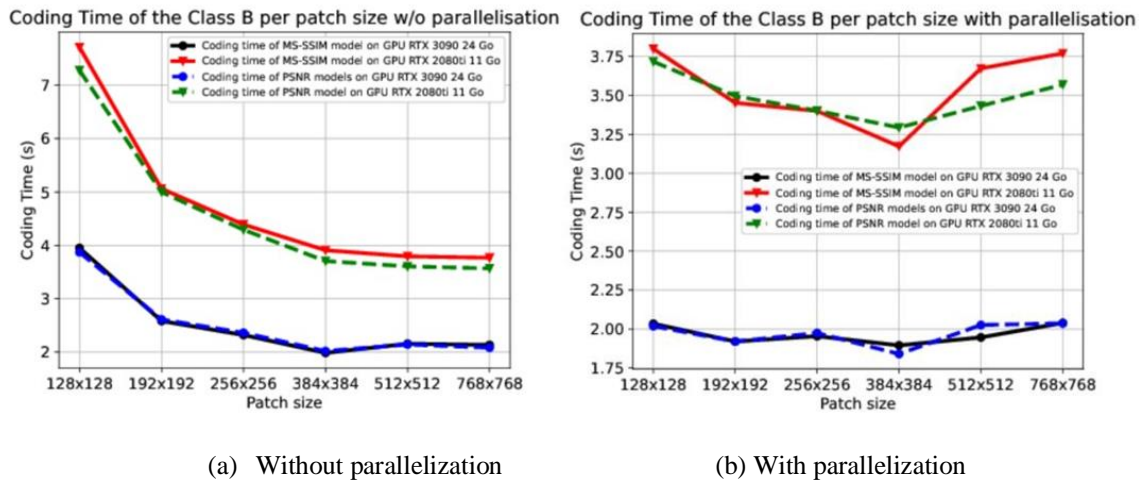 Coding Time of the Class B per patch size w/o parallelisation
Coding time of MS-SSIM model on GPU RTX 3090 24 Go
Coding time of MS-SSIM model on GPU RTX 2080ti 11 Go
Coding time of PSNR models on GPU RTX 3090 24 Go
Coding time of PSNR model on GPU RTX 2080ti 11 Go
Coding Time (s)
7
6
5
4
3
2
128x128 192x192 256x256 384x384 512x512 768x768
Patch size
Coding Time of the Class B per patch size with parallelisation
Coding Time (s)
3.75
3.50
3.25
3.00
2.75
2.50
2.25
2.00
1.75
Coding time of MS-SSIM model on GPU RTX 3090 24 Go
Coding time of MS-SSIM model on GPU RTX 2080ti 11 Go
Coding time of PSNR models on GPU RTX 3090 24 Go
Coding time of PSNR model on GPU RTX 2080ti 11 Go
128x128 192x192 256x256 384x384 512x512 768x768
Patch size
(a) Without parallelization
(b) With parallelization